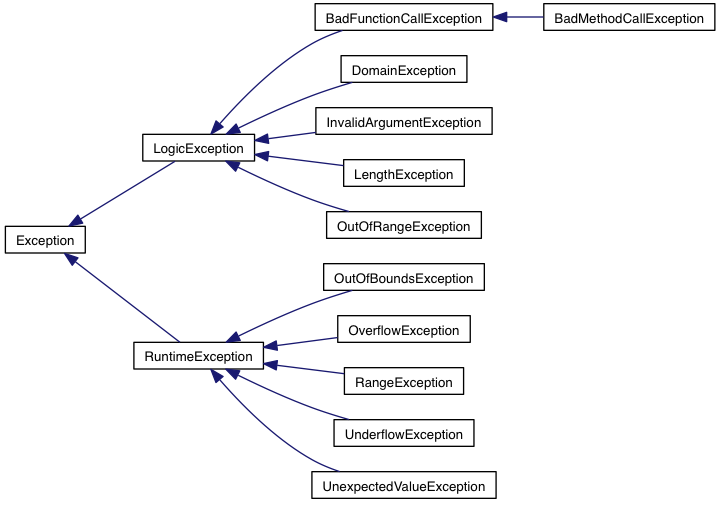 BadFunctionCallException
BadMethodCallException
DomainException
InvalidArgumentException
LogicException
LengthException
OutOfRangeException
Exception
OutOfBoundsException
OverflowException
RuntimeException
RangeException
UnderflowException
UnexpectedValueException